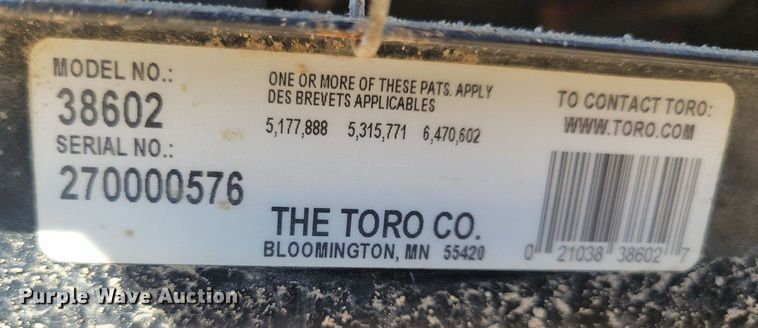 MODEL NO.:
38602
SERIAL NO.:
270000576
ONE OR MORE OF THESE PATS. APPLY
DES BREVETS APPLICABLES
5,177,888 5,315,771 6,470,602
THE TORO CO.
BLOOMINGTON, MN 55420
TO CONTACT TORO:
WWW.TORO.COM
0 21038 38602 7
Purple Wave Auction